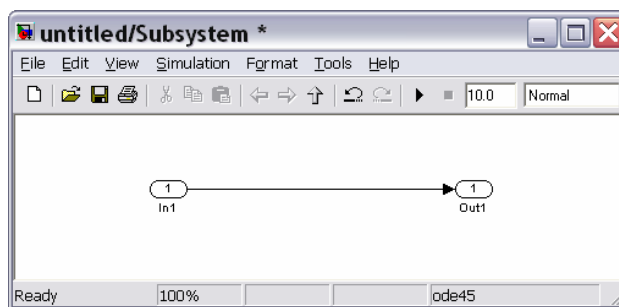 untitled/Subsystem *
File Edit View Simulation Format Tools Help
10.0 Normal
1 1
In1 Out1
Ready 100% ode45